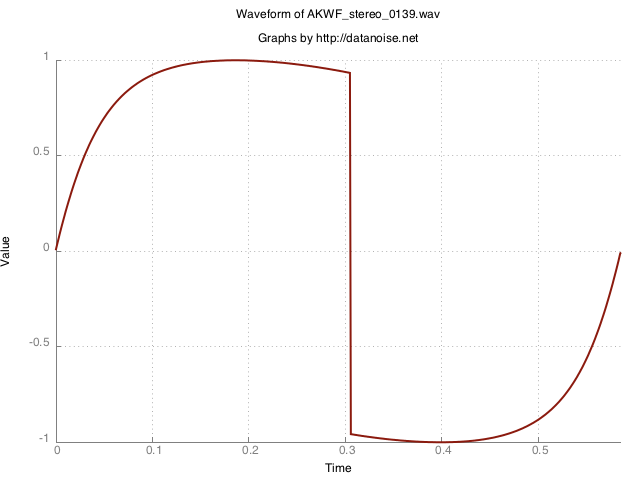 Waveform of AKWF_stereo_0139.wav
Graphs by http://datanoise.net
1
0.5
0
-0.5
-1
Value
0 0.1 0.2 0.3 0.4 0.5
Time